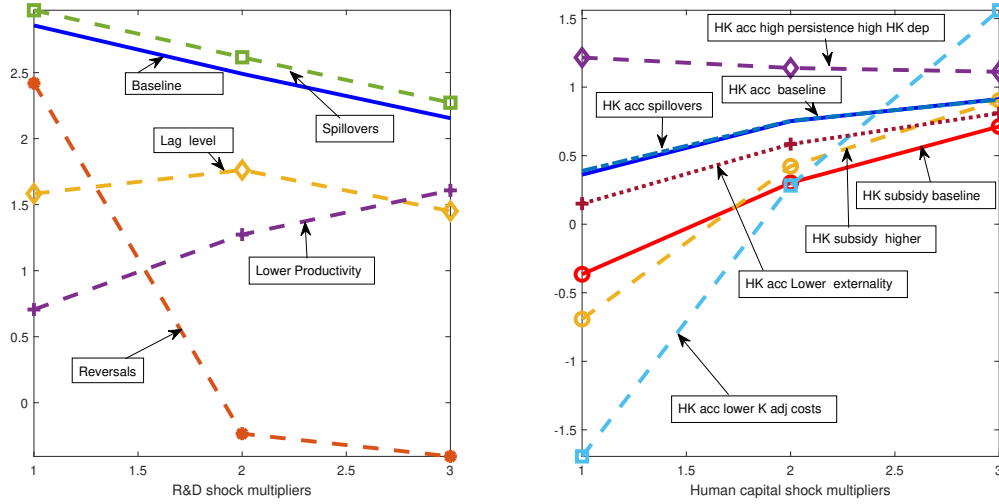 2.5
2
1.5
1
0.5
0
1
1.5
2
2.5
3
R&D shock multipliers
Baseline
Spillovers
Lag level
Lower Productivity
Reversals
1.5
1
0.5
0
-0.5
-1
-1.5
1
1.5
2
2.5
3
Human capital shock multipliers
HK acc high persistence high HK dep
HK acc baseline
HK acc spillovers
HK subsidy baseline
HK subsidy higher
HK acc Lower externality
HK acc lower K adj costs